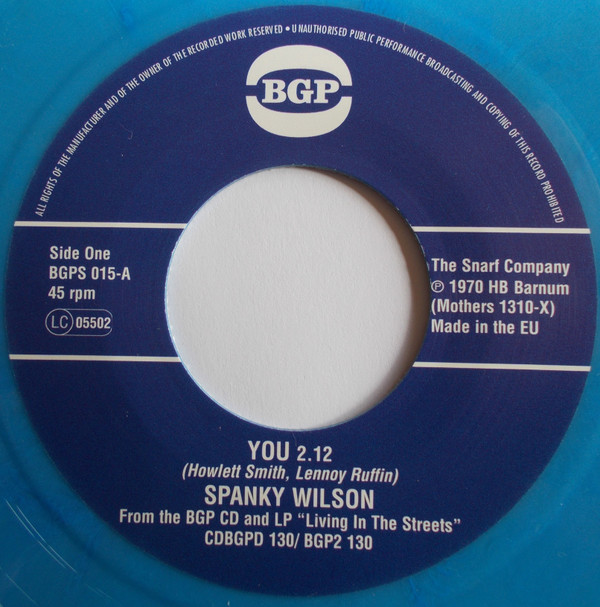 ALL RIGHTS OF THE MANUFACTURER AND OF THE OWNER OF THE RECORDED WORK RESERVED • UNAUTHORISED PUBLIC PERFORMANCE BROADCASTING AND COPYING OF THIS RECORD PROHIBITED
BGP
Side One
BGPS 015-A
45 rpm
LC 05502
The Snarf Company
℗ 1970 HB Barnum
(Mothers 1310-X)
Made in the EU
YOU 2.12
(Howlett Smith, Lennoy Ruffin)
SPANKY WILSON
From the BGP CD and LP "Living In The Streets"
CDBGPD 130/ BGP2 130